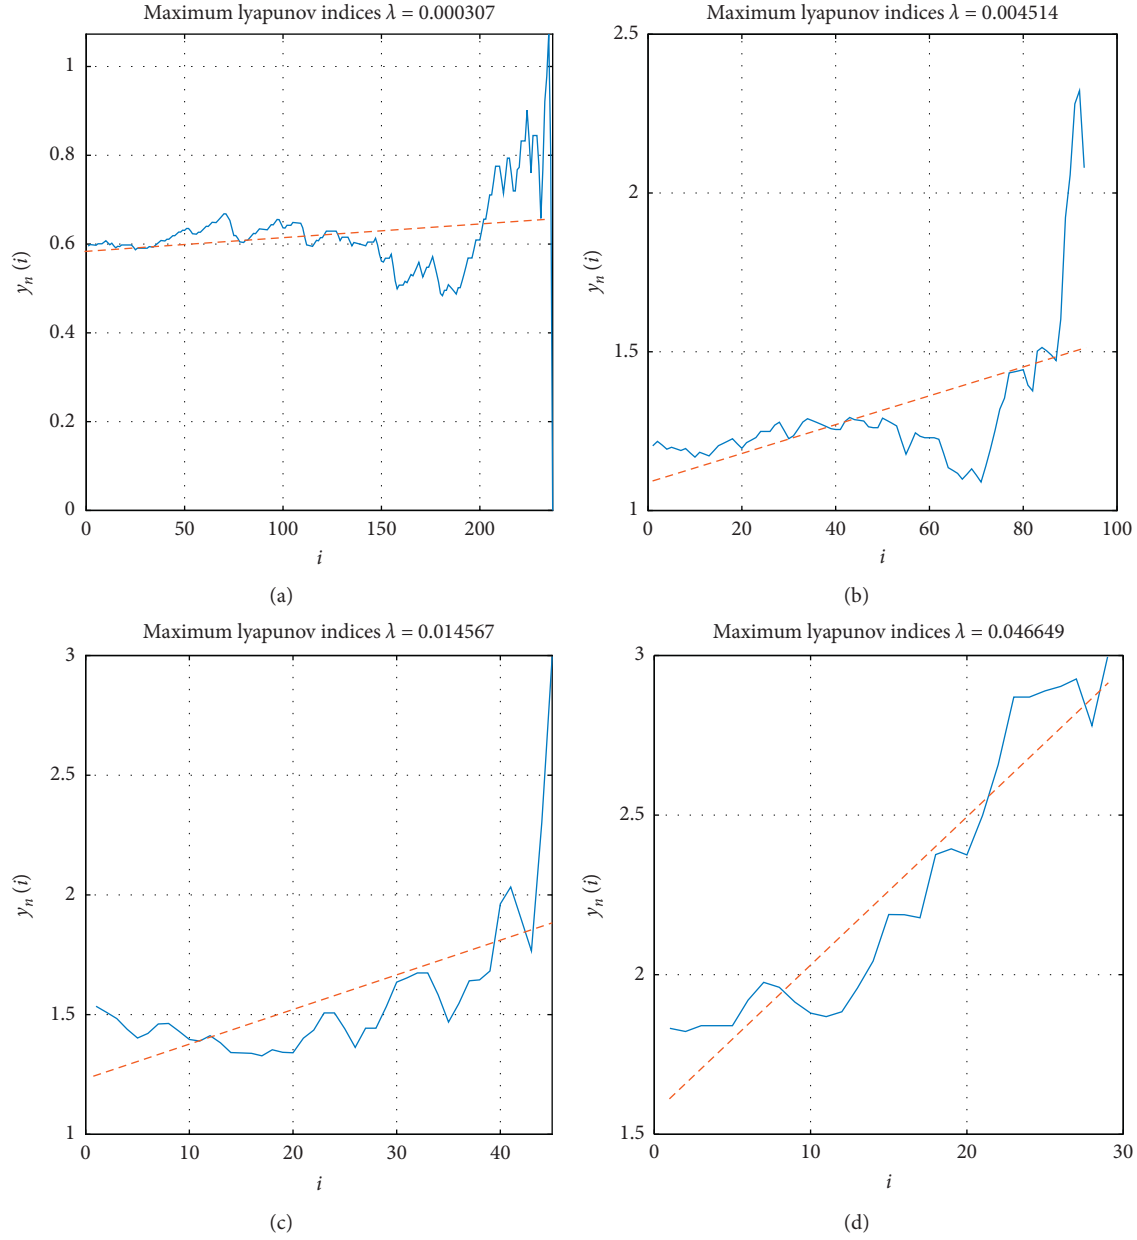 Maximum lyapunov indices λ = 0.000307
1
0.8
0.6
0.4
0.2
0
y_n (i)
0 50 100 150 200
i
(a)
Maximum lyapunov indices λ = 0.004514
2.5
2
1.5
1
y_n (i)
0 20 40 60 80 100
i
(b)
Maximum lyapunov indices λ = 0.014567
3
2.5
2
1.5
1
y_n (i)
0 10 20 30 40
i
(c)
Maximum lyapunov indices λ = 0.046649
3
2.5
2
1.5
y_n (i)
0 10 20 30
i
(d)